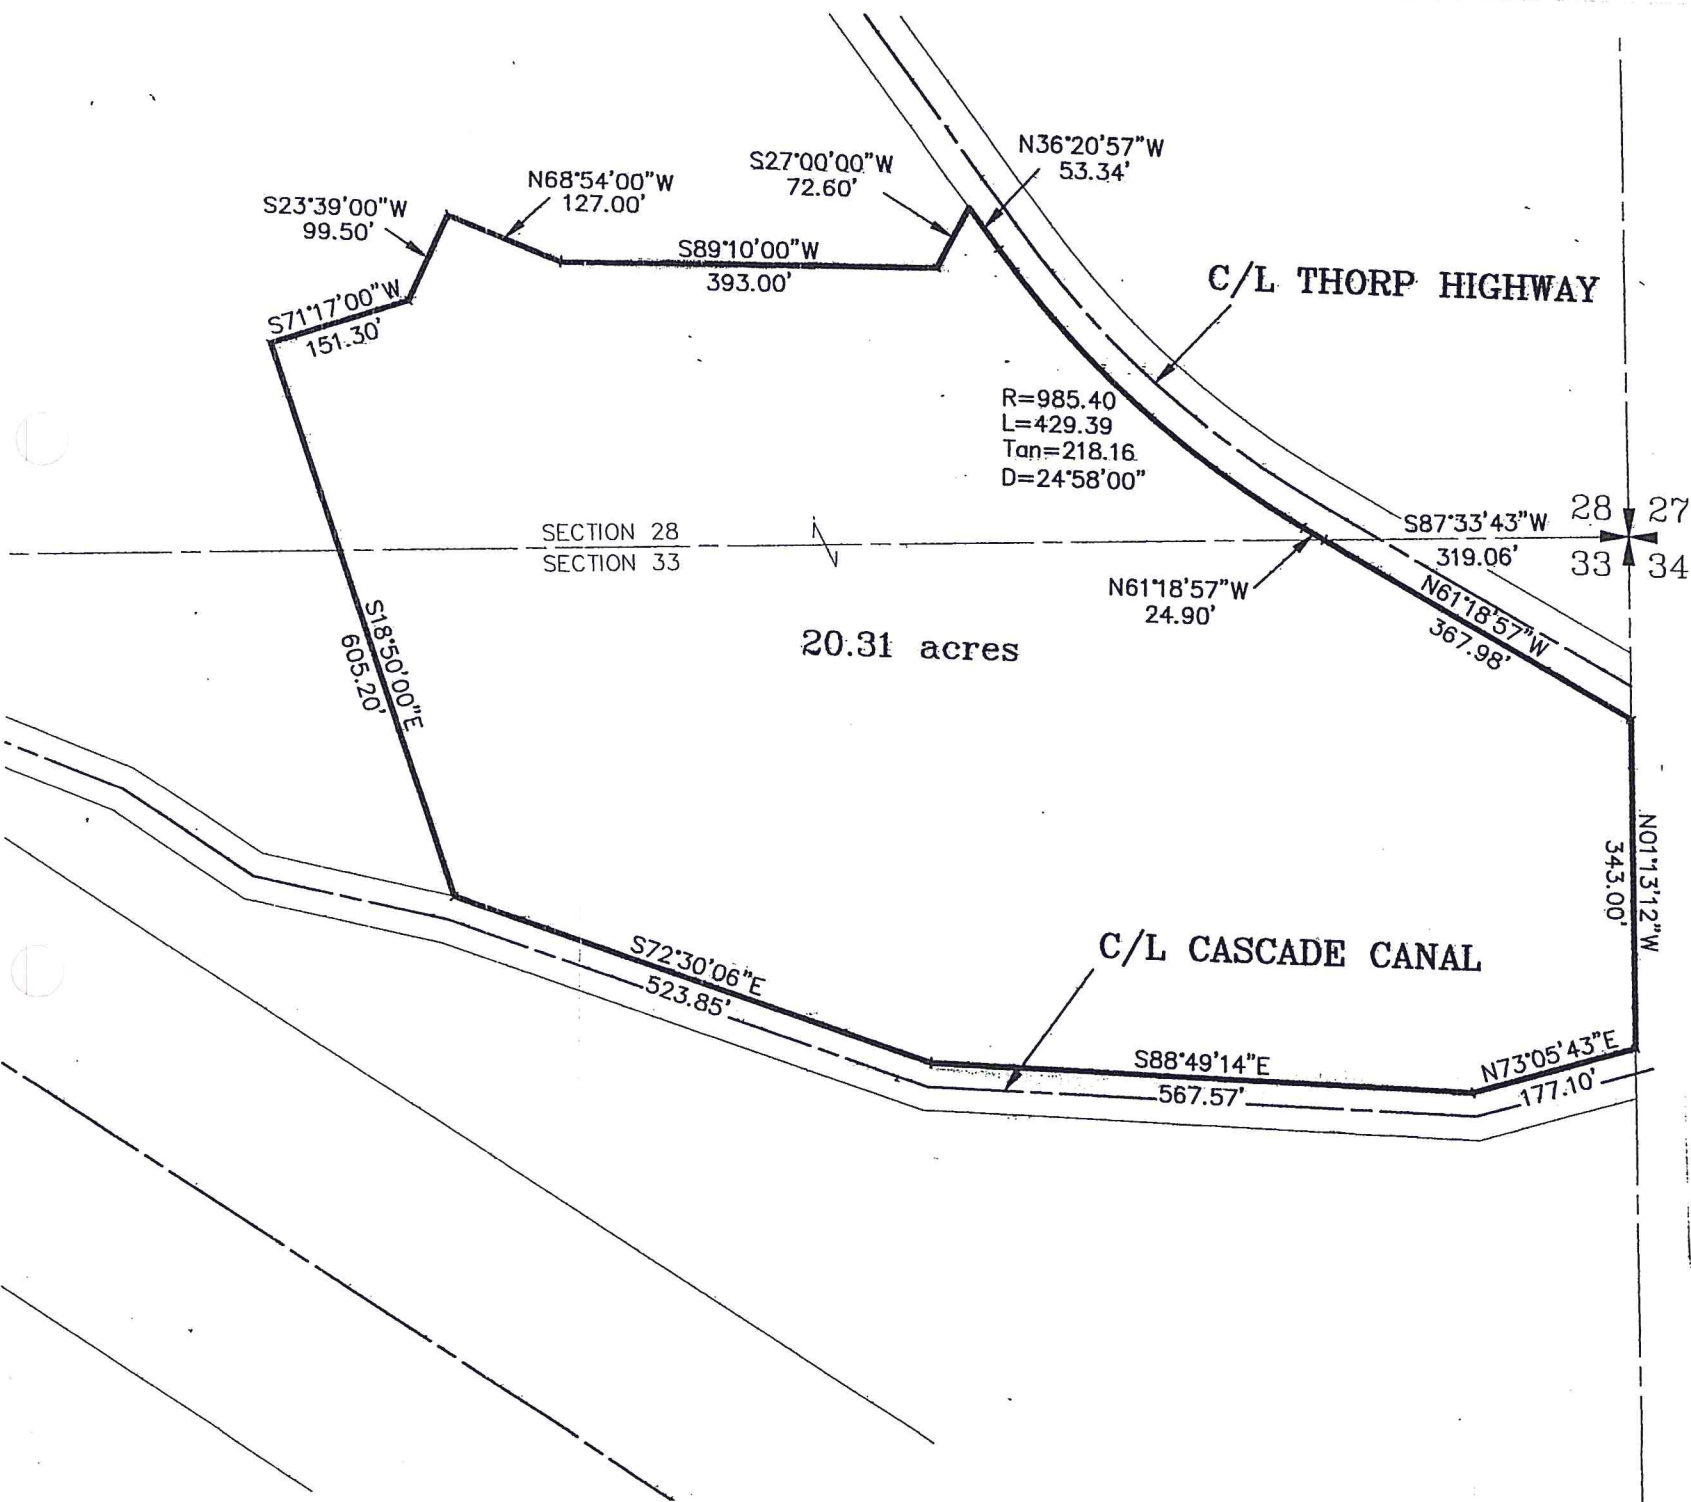 N36°20'57"W
53.34'
S27°00'00"W
72.60'
N68°54'00"W
127.00'
S23°39'00"W
99.50'
S89°10'00"W
393.00'
C/L THORP HIGHWAY
S71°17'00"W
151.30'
R=985.40
L=429.39
Tan=218.16
D=24°58'00"
28 27
33 34
S87°33'43"W
319.06'
SECTION 28
SECTION 33
N61°18'57"W
24.90'
N61°18'57"W
367.98'
S18°50'00"E
605.20'
20.31 acres
N01°13'12"W
343.00'
C/L CASCADE CANAL
S72°30'06"E
523.85'
S88°49'14"E
567.57'
N73°05'43"E
177.10'